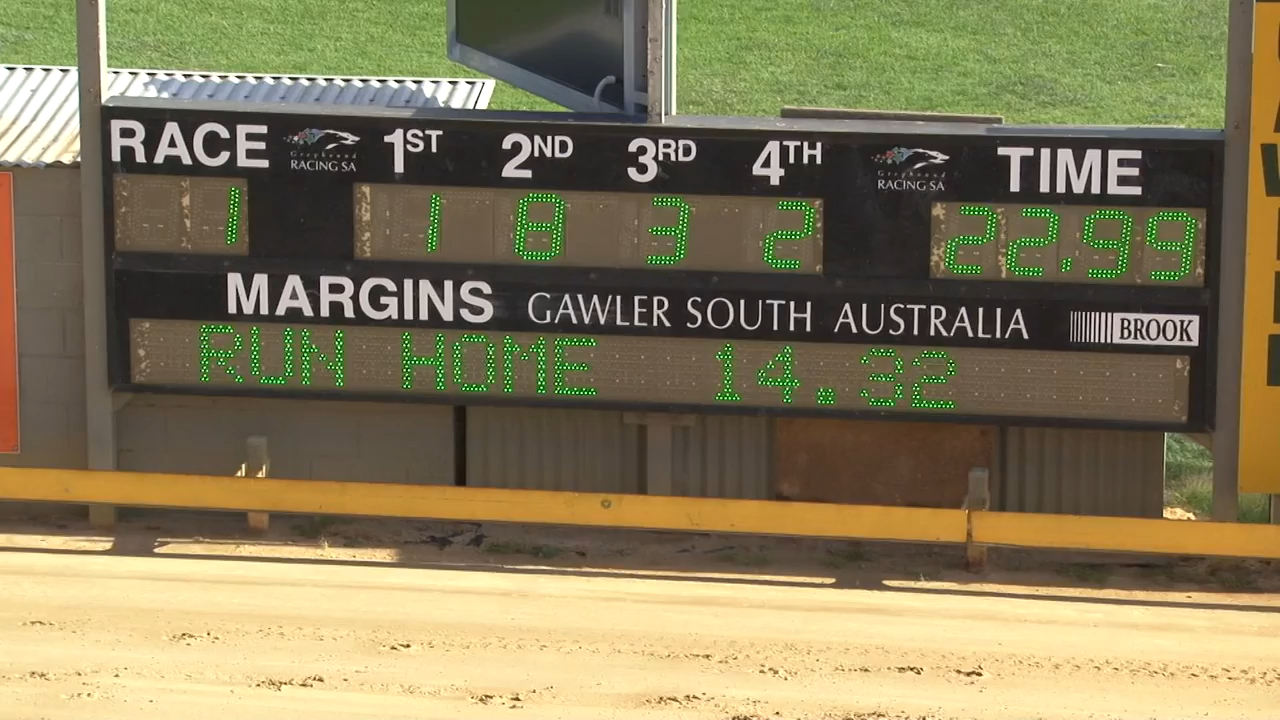 RACE Greyhound RACING SA 1ST 2ND 3RD 4TH Greyhound RACING SA TIME
1 1 8 3 2 22.99
MARGINS GAWLER SOUTH AUSTRALIA BROOK
RUN HOME 14.32